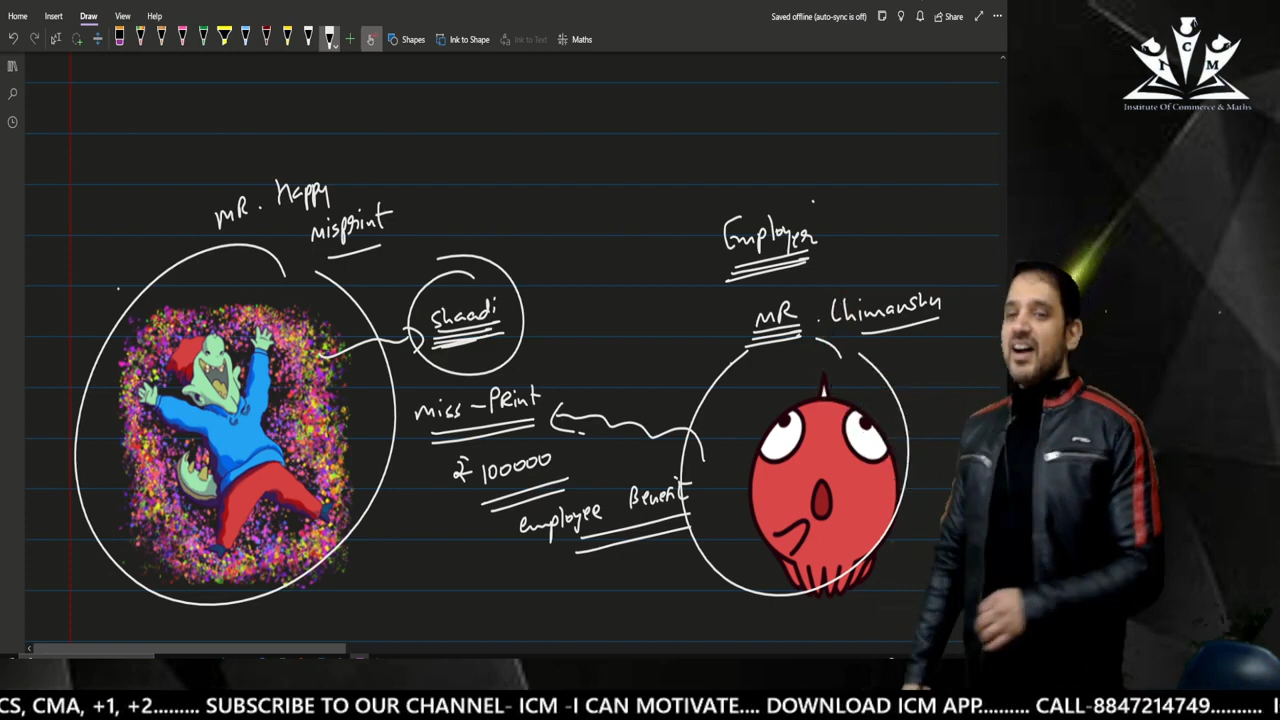 Home Insert Draw View Help
Saved offline (auto-sync is off)
Share
Shapes
Ink to Shape
Ink to Text
Maths
I C M
Institute Of Commerce & Maths
MR. Happy
misprint
Shaadi
Employer
MR. Chimanshu
miss-Print
₹ 100000
employee Benefit
CS, CMA, +1, +2......... SUBSCRIBE TO OUR CHANNEL- ICM -I CAN MOTIVATE.... DOWNLOAD ICM APP......... CALL-8847214749.........